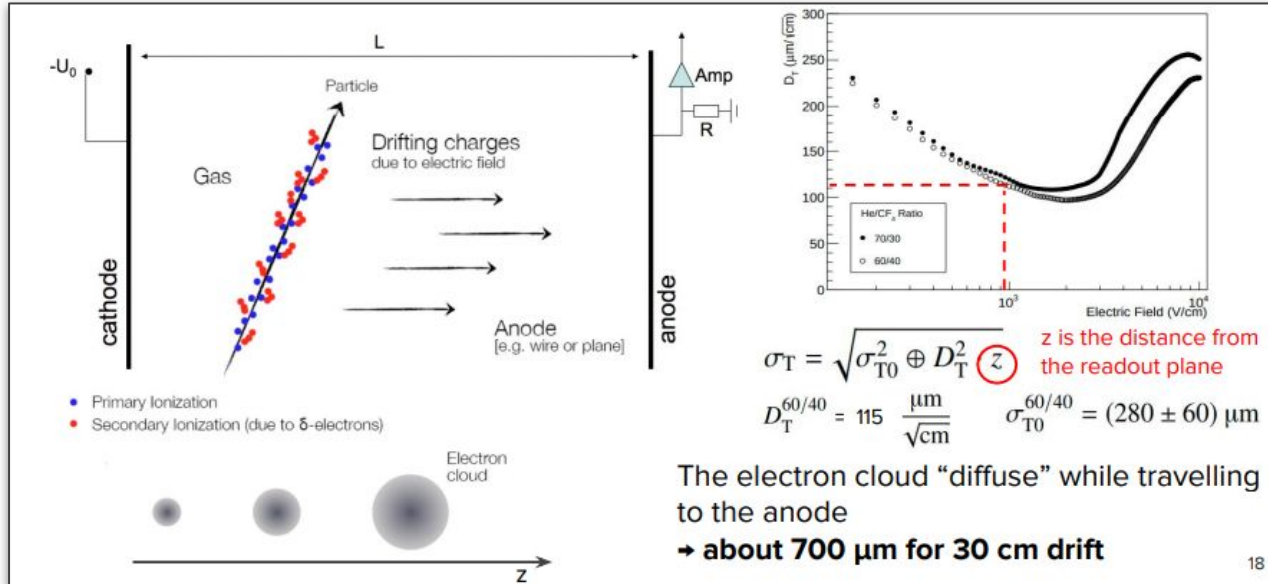 L
-U₀
Amp
R
Particle
Gas
Drifting charges
due to electric field
cathode
anode
Anode
[e.g. wire or plane]
• Primary Ionization
• Secondary Ionization (due to δ-electrons)
Electron
cloud
z
D_T (μm/√cm)
300
250
200
150
100
50
0
He/CF₄ Ratio
• 70/30
○ 60/40
10³
10⁴
Electric Field (V/cm)
σ_T = √(σ²_T0 ⊕ D²_T z)
z is the distance from
the readout plane
D_T^60/40 = 115 μm/√cm σ_T0^60/40 = (280 ± 60) μm
The electron cloud “diffuse” while travelling
to the anode
→ about 700 μm for 30 cm drift
18